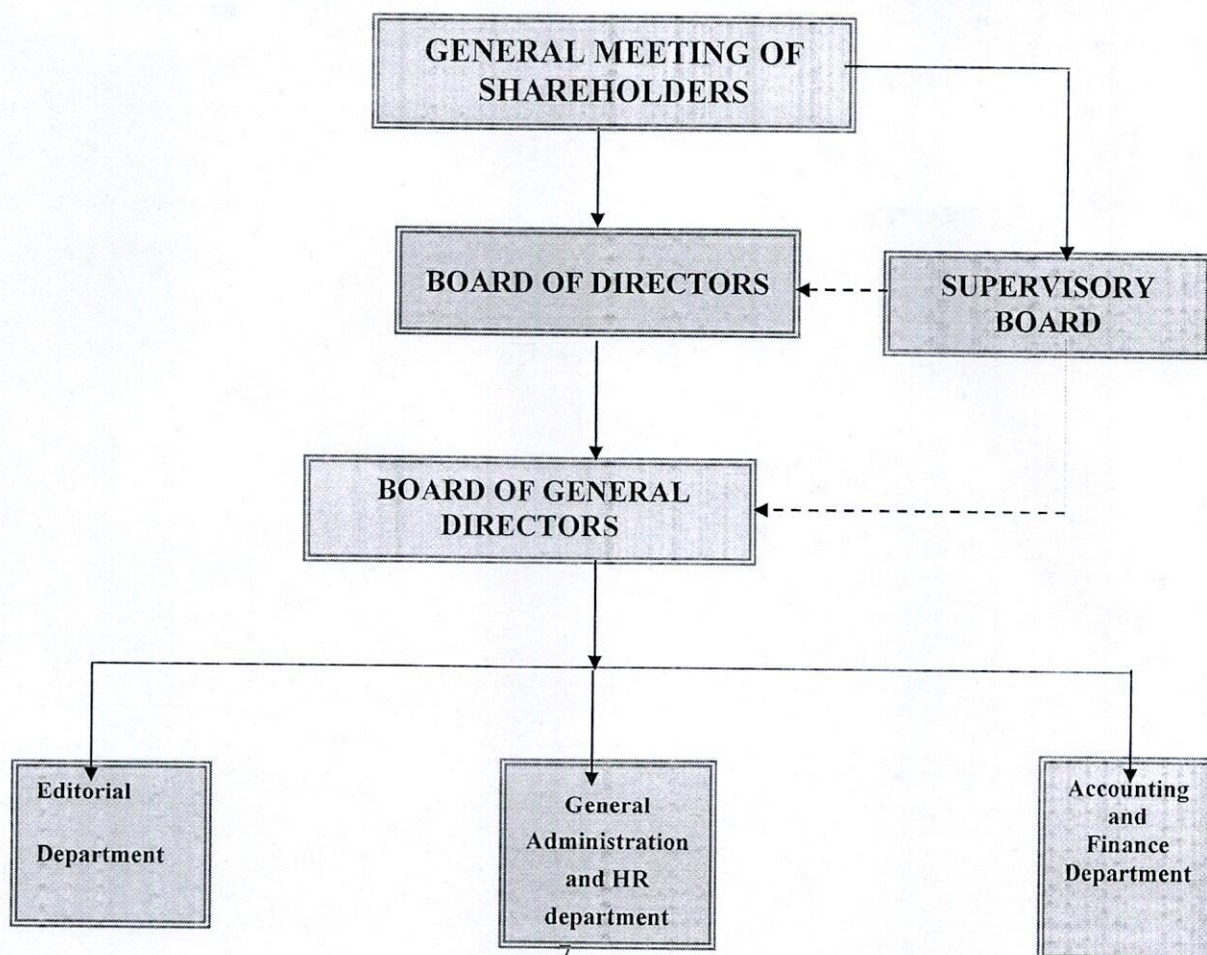 GENERAL MEETING OF
SHAREHOLDERS
BOARD OF DIRECTORS
SUPERVISORY
BOARD
BOARD OF GENERAL
DIRECTORS
Editorial
Department
General
Administration
and HR
department
Accounting
and
Finance
Department
7